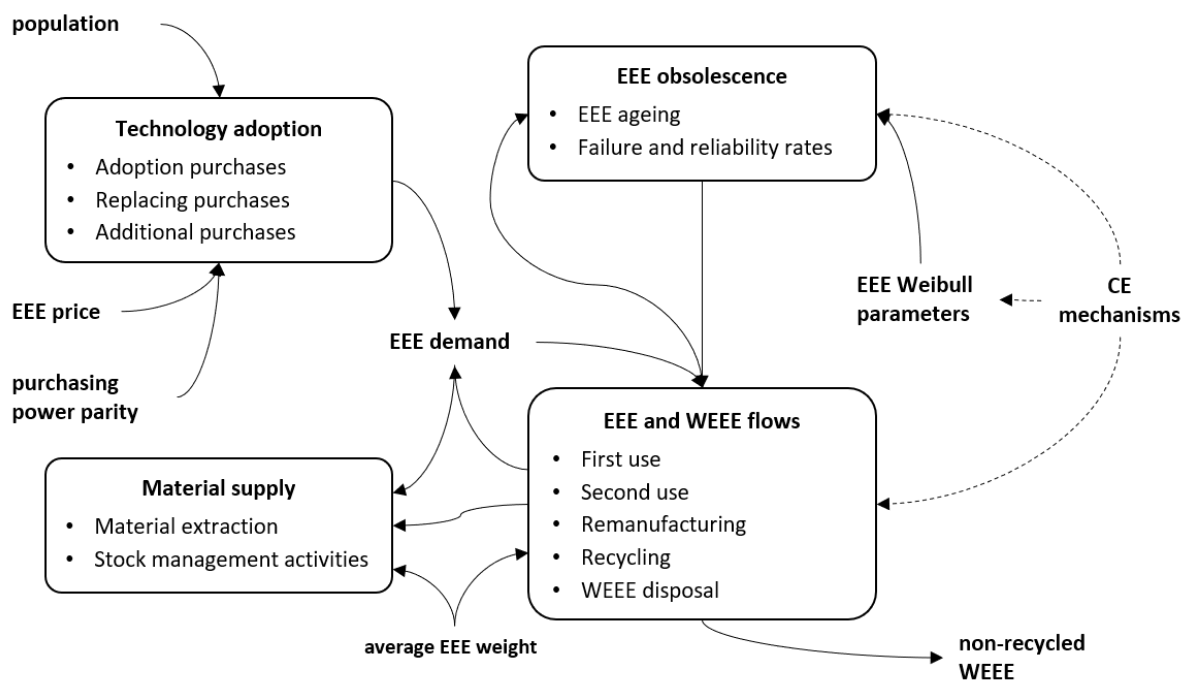 population
Technology adoption
• Adoption purchases
• Replacing purchases
• Additional purchases
EEE price
purchasing
power parity
EEE obsolescence
• EEE ageing
• Failure and reliability rates
EEE Weibull
parameters
CE
mechanisms
EEE demand
Material supply
• Material extraction
• Stock management activities
EEE and WEEE flows
• First use
• Second use
• Remanufacturing
• Recycling
• WEEE disposal
average EEE weight
non-recycled
WEEE